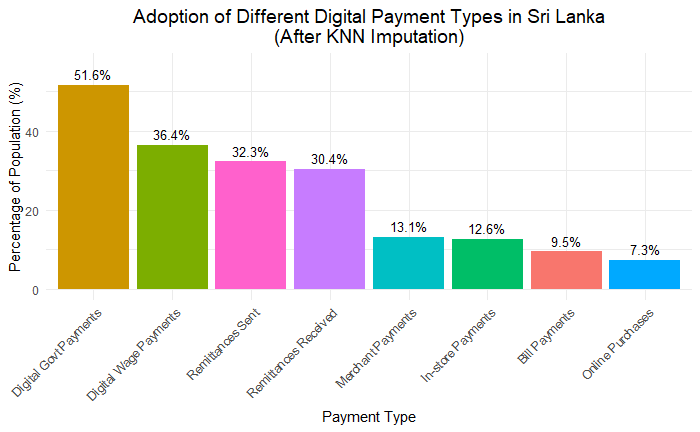 Adoption of Different Digital Payment Types in Sri Lanka
(After KNN Imputation)
Percentage of Population (%)
40
20
0
51.6%
36.4%
32.3%
30.4%
13.1%
12.6%
9.5%
7.3%
Digital Govt Payments
Digital Wage Payments
Remittances Sent
Remittances Received
Merchant Payments
In-store Payments
Bill Payments
Online Purchases
Payment Type